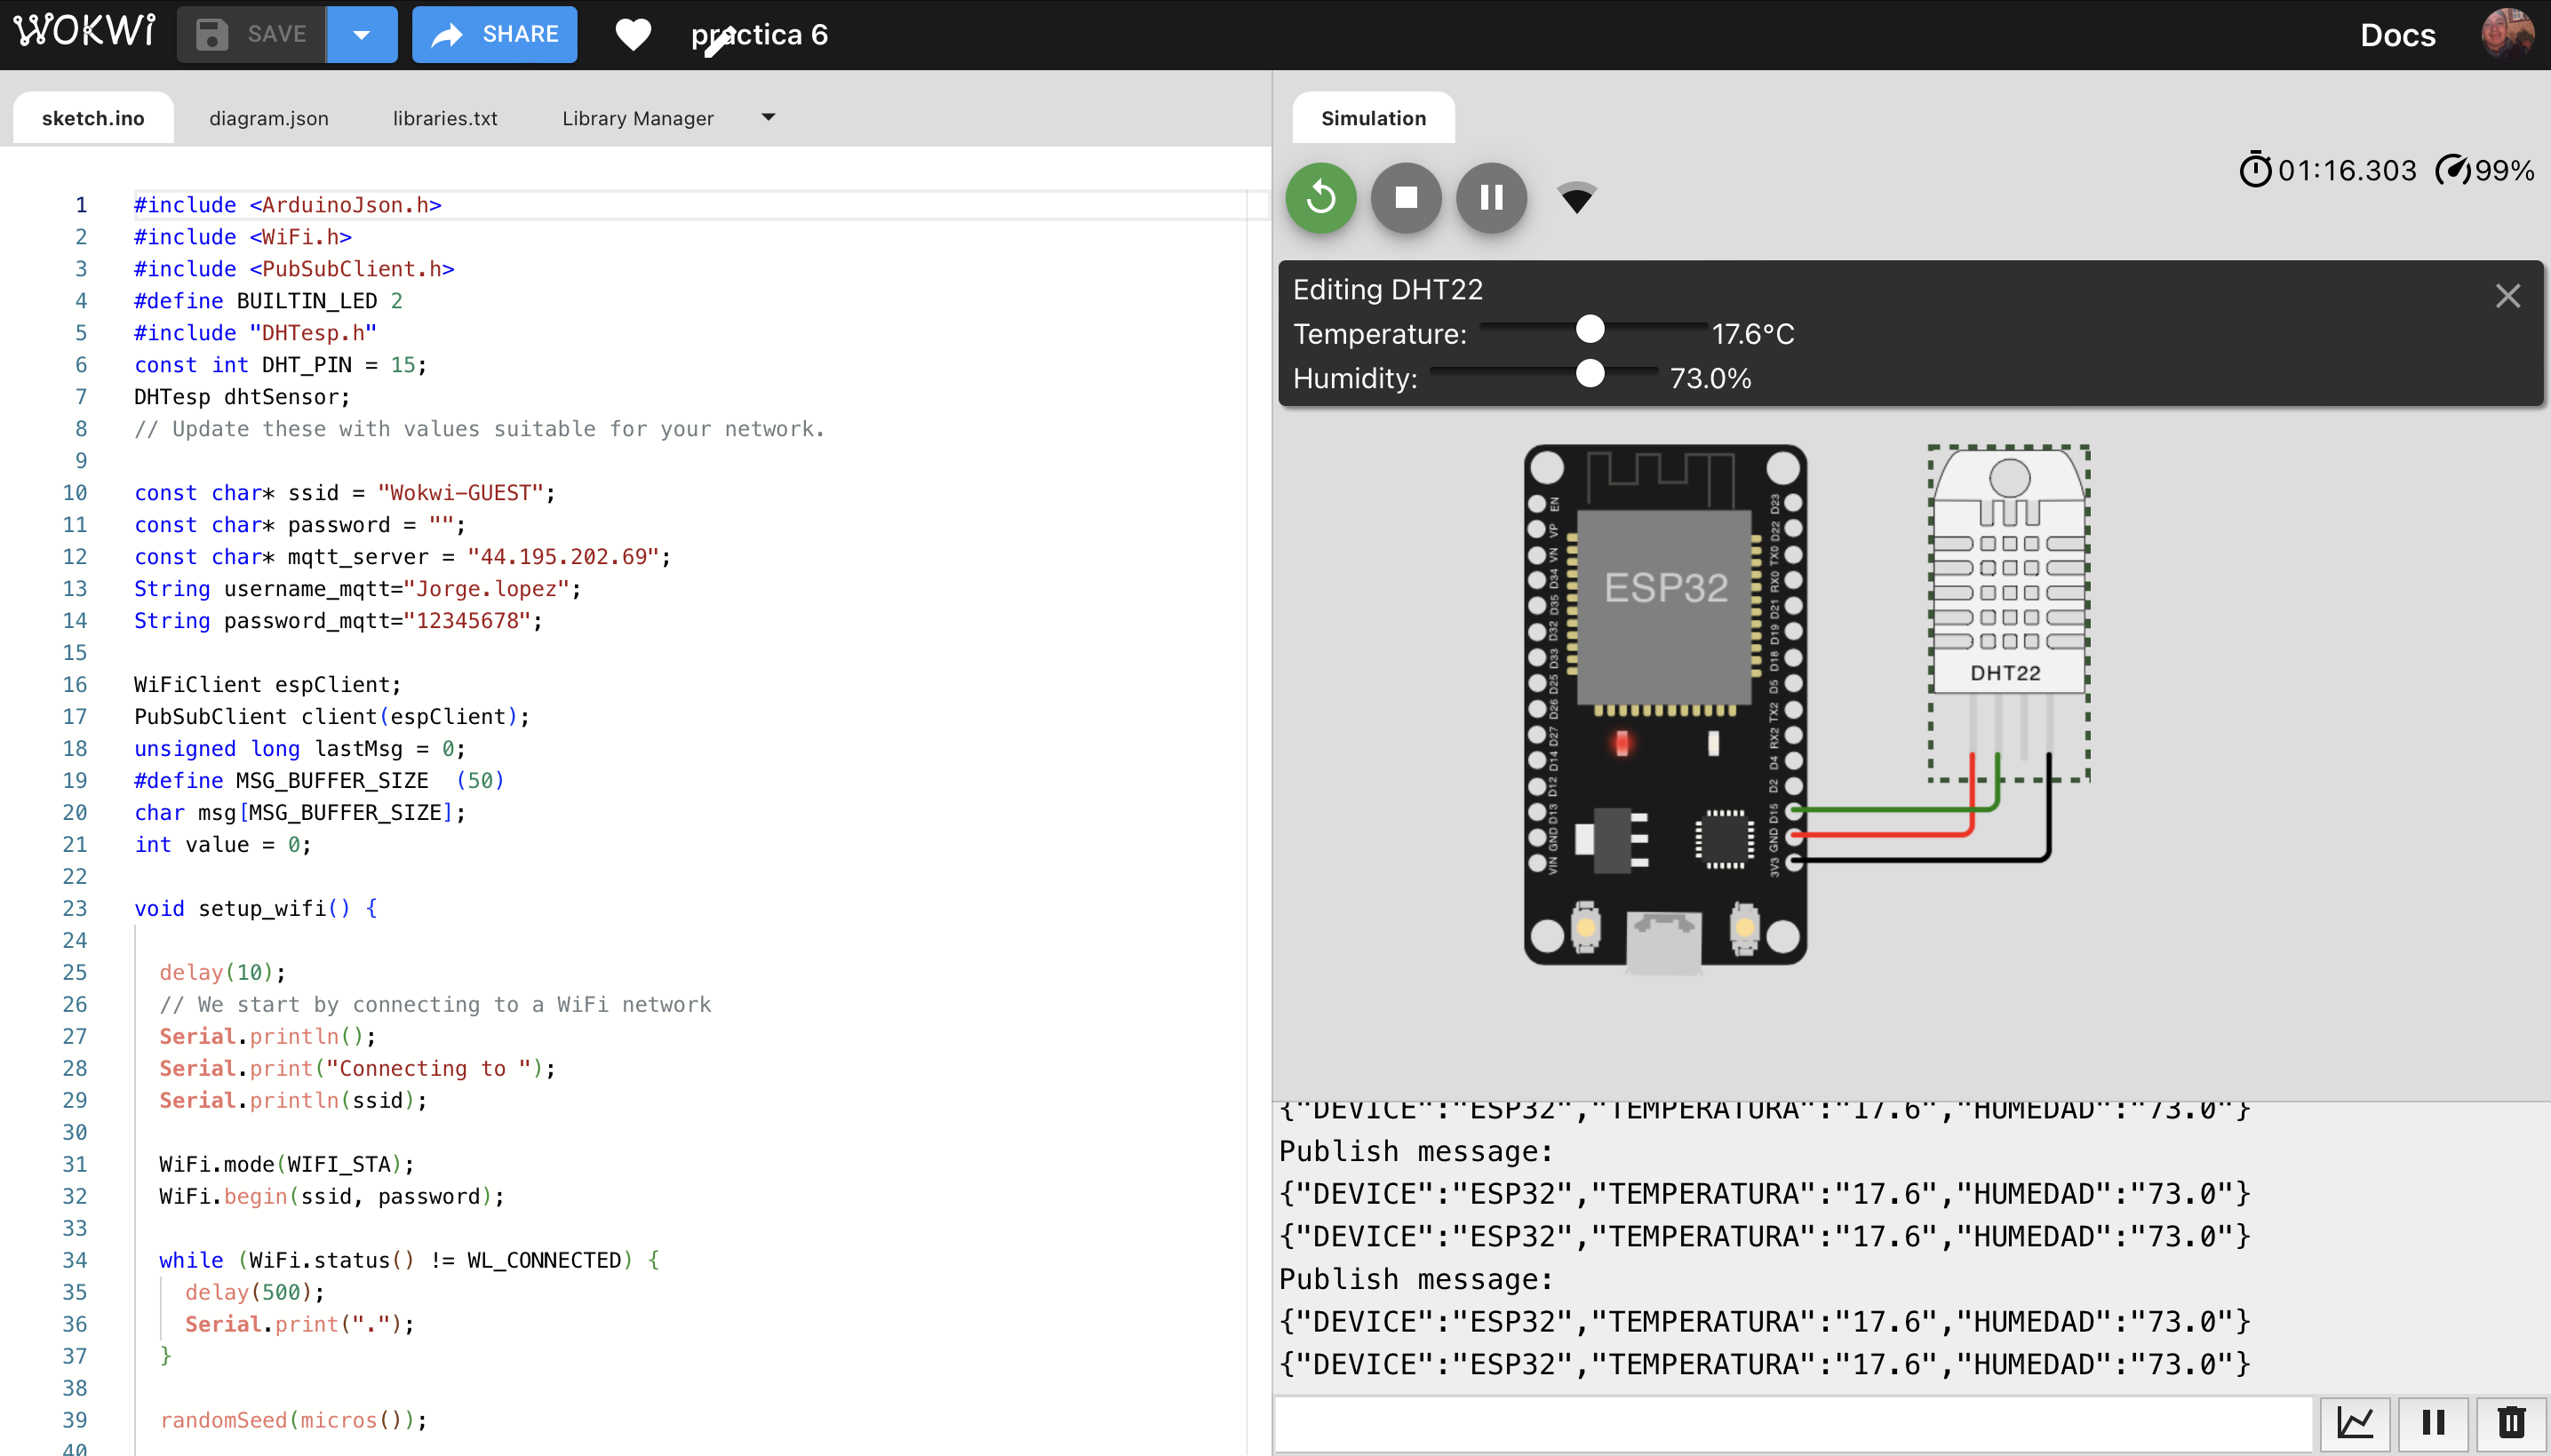 WOKWI
SAVE
SHARE
practica 6
Docs
sketch.ino
diagram.json
libraries.txt
Library Manager
1 #include <ArduinoJson.h>
2 #include <WiFi.h>
3 #include <PubSubClient.h>
4 #define BUILTIN_LED 2
5 #include "DHTesp.h"
6 const int DHT_PIN = 15;
7 DHTesp dhtSensor;
8 // Update these with values suitable for your network.
9
10 const char* ssid = "Wokwi-GUEST";
11 const char* password = "";
12 const char* mqtt_server = "44.195.202.69";
13 String username_mqtt="Jorge.lopez";
14 String password_mqtt="12345678";
15
16 WiFiClient espClient;
17 PubSubClient client(espClient);
18 unsigned long lastMsg = 0;
19 #define MSG_BUFFER_SIZE  (50)
20 char msg[MSG_BUFFER_SIZE];
21 int value = 0;
22
23 void setup_wifi() {
24
25   delay(10);
26   // We start by connecting to a WiFi network
27   Serial.println();
28   Serial.print("Connecting to ");
29   Serial.println(ssid);
30
31   WiFi.mode(WIFI_STA);
32   WiFi.begin(ssid, password);
33
34   while (WiFi.status() != WL_CONNECTED) {
35     delay(500);
36     Serial.print(".");
37   }
38
39   randomSeed(micros());
40
Simulation
01:16.303
99%
Editing DHT22
Temperature: 17.6°C
Humidity: 73.0%
EN
VP
VN
D34
D35
D32
D33
D25
D26
D27
D14
D12
D13
GND
VIN
ESP32
D23
D22
TX0
RX0
D21
D19
D18
D5
TX2
RX2
D4
D2
D15
GND
3V3
DHT22
{"DEVICE":"ESP32","TEMPERATURA":"17.6","HUMEDAD":"73.0"}
Publish message:
{"DEVICE":"ESP32","TEMPERATURA":"17.6","HUMEDAD":"73.0"}
{"DEVICE":"ESP32","TEMPERATURA":"17.6","HUMEDAD":"73.0"}
Publish message:
{"DEVICE":"ESP32","TEMPERATURA":"17.6","HUMEDAD":"73.0"}
{"DEVICE":"ESP32","TEMPERATURA":"17.6","HUMEDAD":"73.0"}